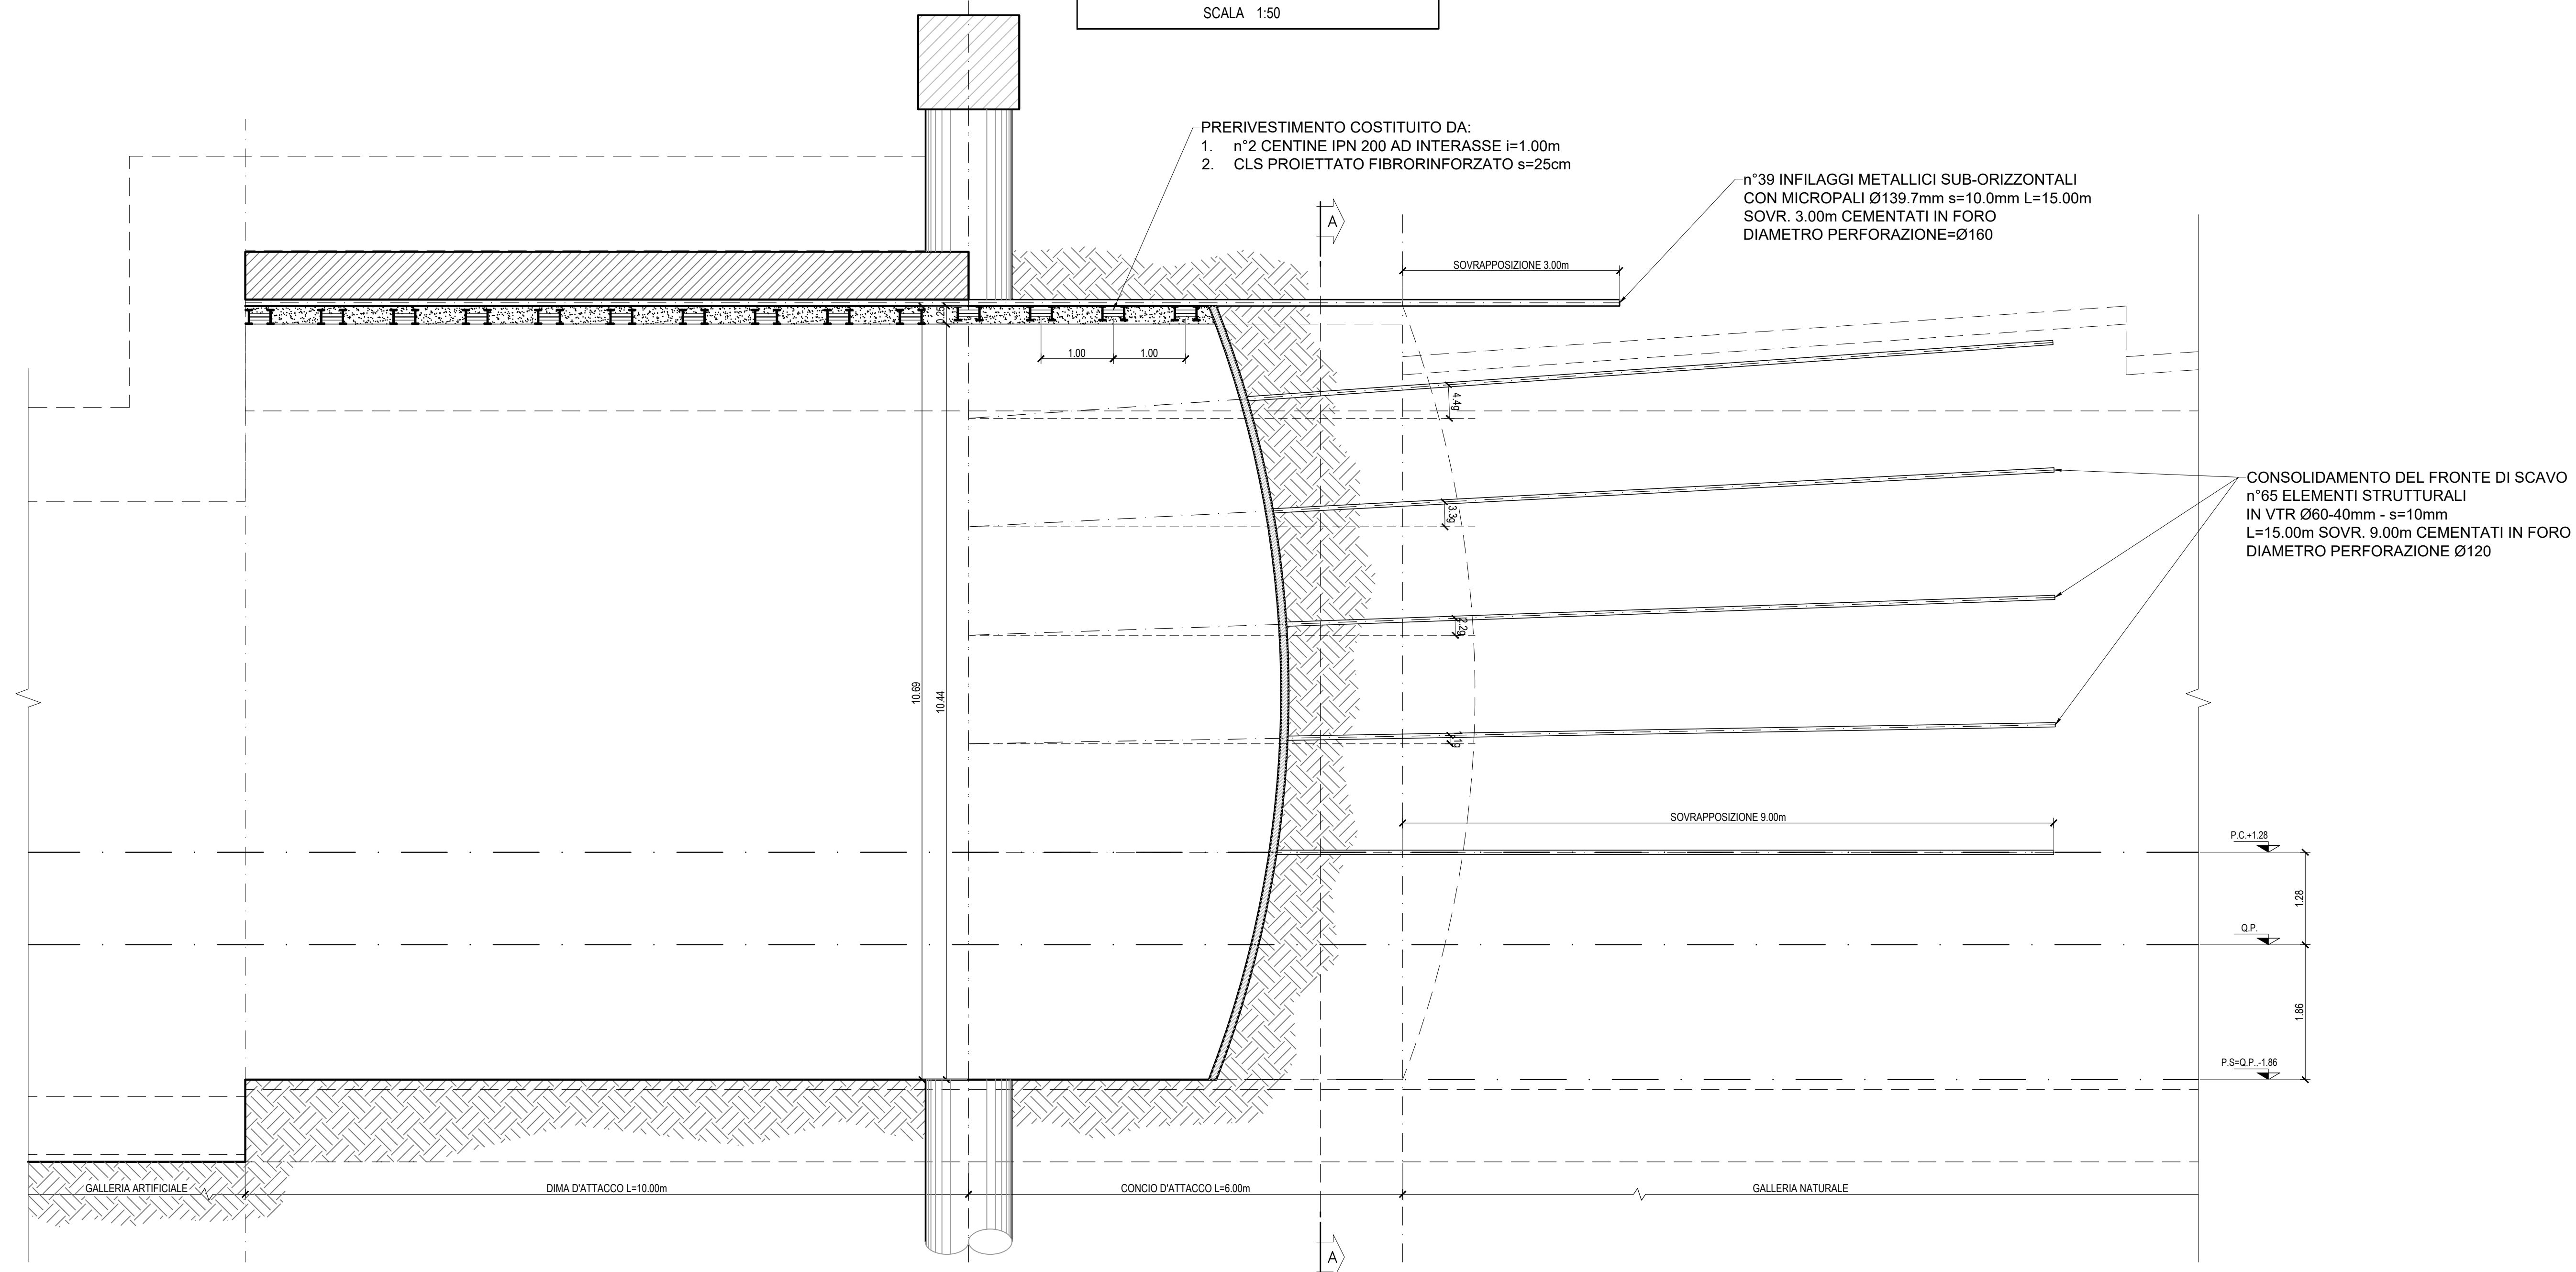 SCALA 1:50
PRERIVESTIMENTO COSTITUITO DA:
1. n°2 CENTINE IPN 200 AD INTERASSE i=1.00m
2. CLS PROIETTATO FIBRORINFORZATO s=25cm
A
n°39 INFILAGGI METALLICI SUB-ORIZZONTALI
CON MICROPALI Ø139.7mm s=10.0mm L=15.00m
SOVR. 3.00m CEMENTATI IN FORO
DIAMETRO PERFORAZIONE=Ø160
SOVRAPPOSIZIONE 3.00m
1.00
1.00
4.4g
3.3g
2.2g
1.1g
CONSOLIDAMENTO DEL FRONTE DI SCAVO
n°65 ELEMENTI STRUTTURALI
IN VTR Ø60-40mm - s=10mm
L=15.00m SOVR. 9.00m CEMENTATI IN FORO
DIAMETRO PERFORAZIONE Ø120
10.69
10.44
SOVRAPPOSIZIONE 9.00m
P.C.+1.28
1.28
Q.P.
1.86
P.S=Q.P..-1.86
GALLERIA ARTIFICIALE
DIMA D'ATTACCO L=10.00m
CONCIO D'ATTACCO L=6.00m
GALLERIA NATURALE
A